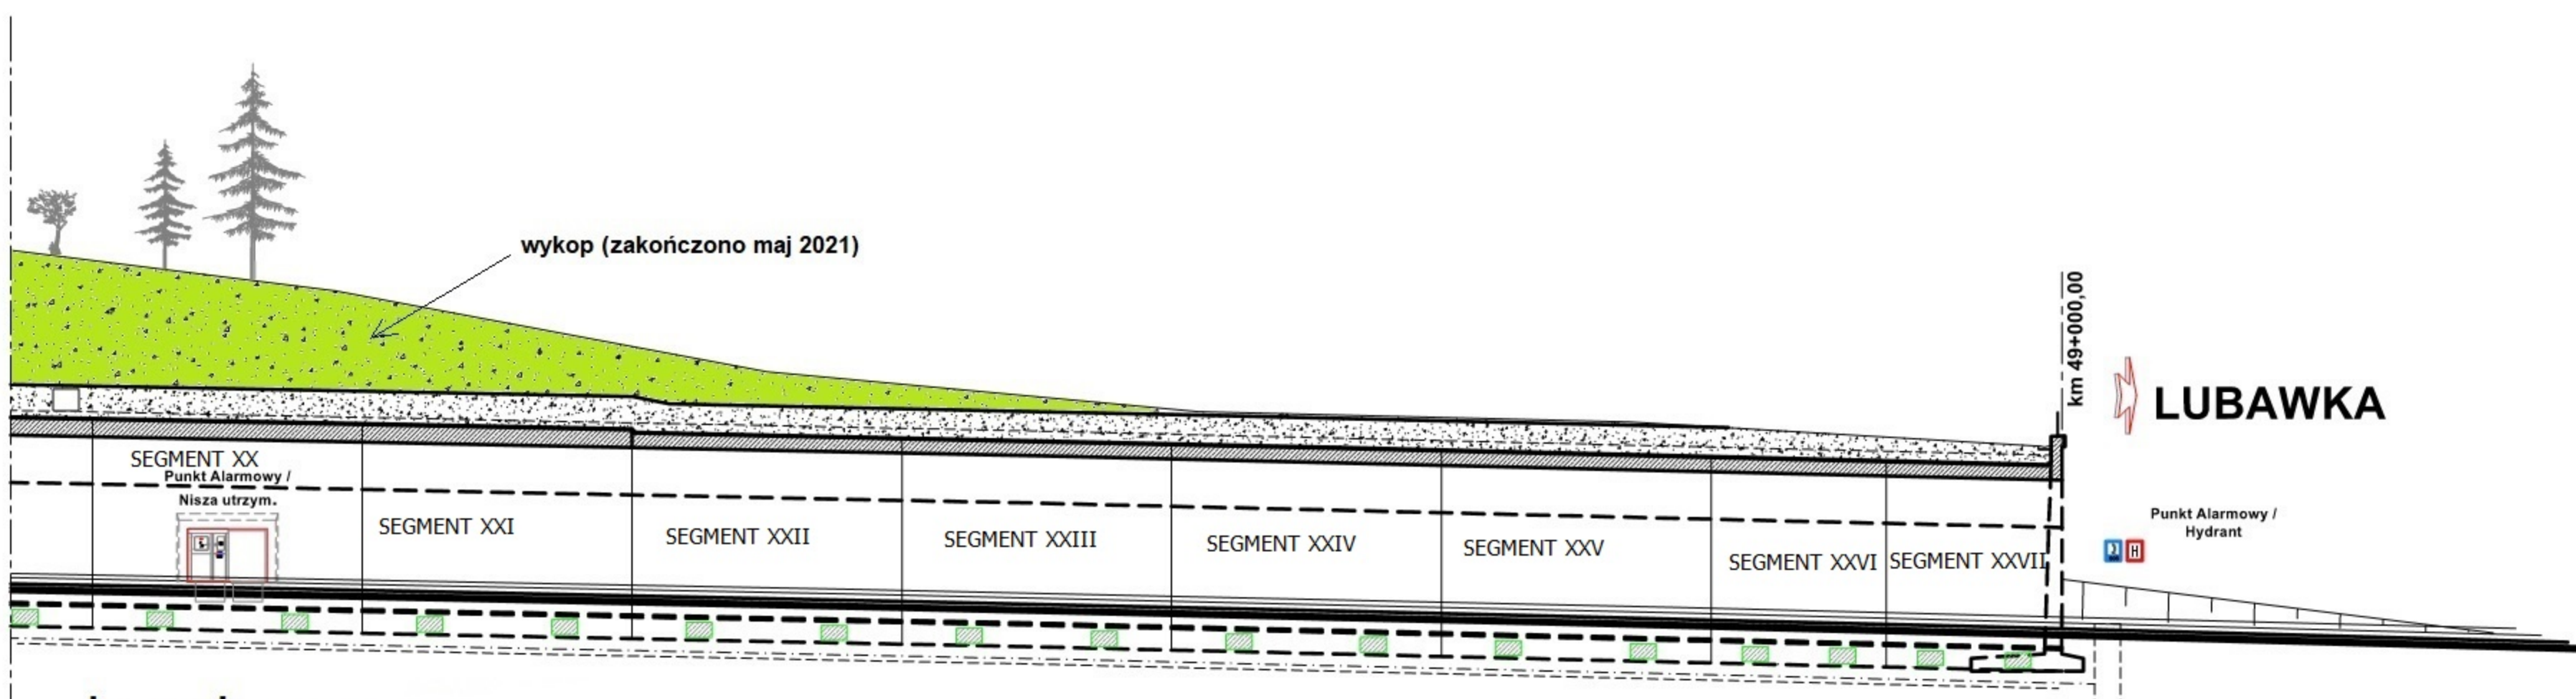 wykop (zakończono maj 2021)
km 49+000,00
LUBAWKA
SEGMENT XX
Punkt Alarmowy /
Nisza utrzym.
SEGMENT XXI
SEGMENT XXII
SEGMENT XXIII
SEGMENT XXIV
SEGMENT XXV
SEGMENT XXVI
SEGMENT XXVII
Punkt Alarmowy /
Hydrant
H